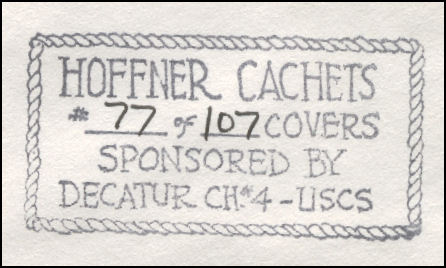 HOFFNER CACHETS
# 77 of 107 COVERS
SPONSORED BY
DECATUR CH#4-USCS